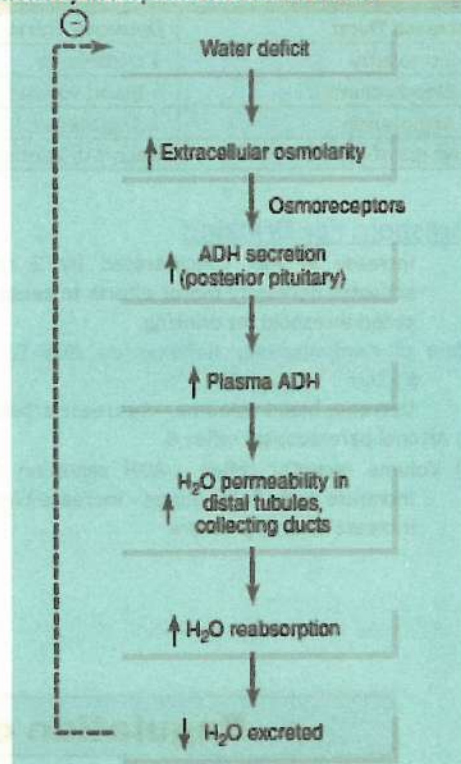 ⊖
Water deficit
↑ Extracellular osmolarity
Osmoreceptors
↑ ADH secretion
(posterior pituitary)
↑ Plasma ADH
↑ H₂O permeability in
distal tubules,
collecting ducts
↑ H₂O reabsorption
↓ H₂O excreted